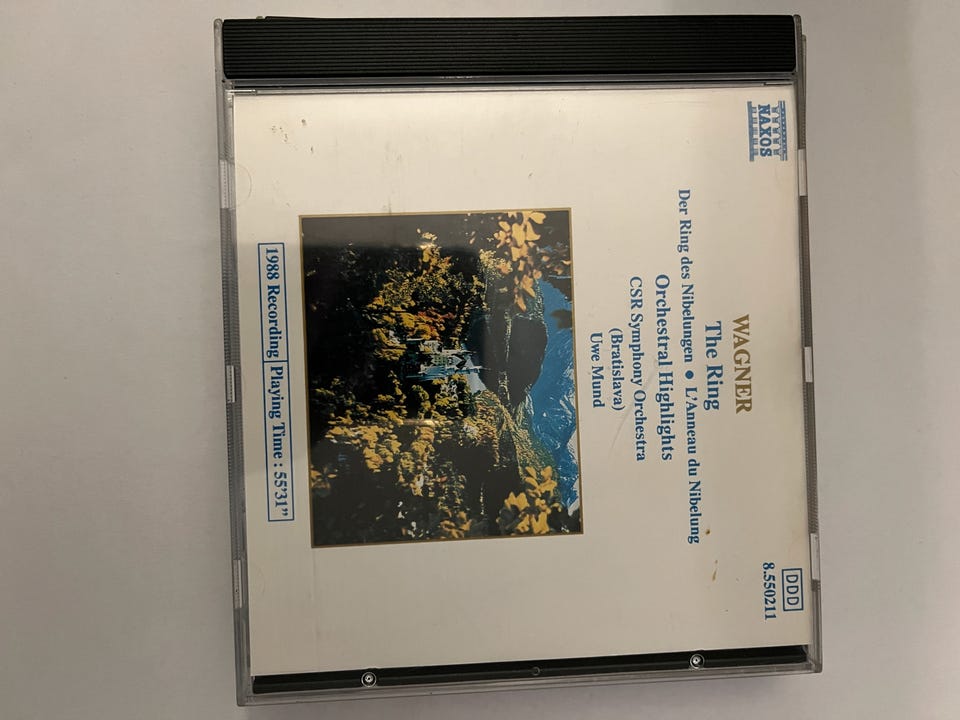 NAXOS
DDD
8.550211
WAGNER
The Ring
Der Ring des Nibelungen • L'Anneau du Nibelung
Orchestral Highlights
CSR Symphony Orchestra
(Bratislava)
Uwe Mund
1988 Recording Playing Time : 55'31"